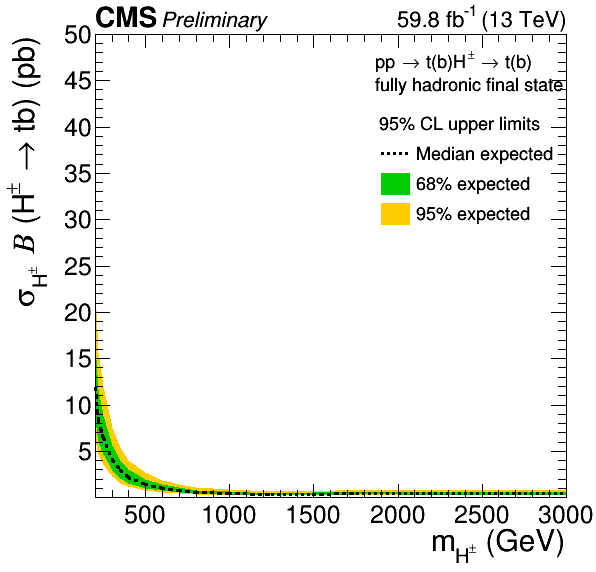 CMS Preliminary 59.8 fb⁻¹ (13 TeV)
pp → t(b)H± → t(b)
fully hadronic final state
95% CL upper limits
Median expected
68% expected
95% expected
σ_H± B (H± → tb) (pb)
50
45
40
35
30
25
20
15
10
5
500 1000 1500 2000 2500 3000
m_H± (GeV)